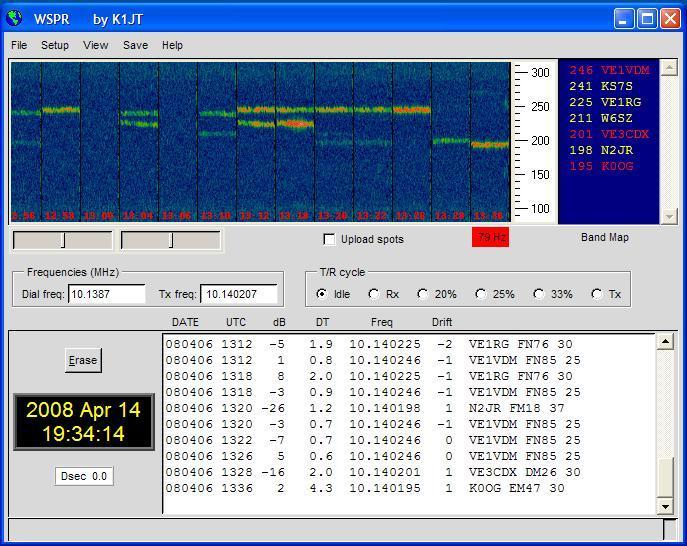 WSPR by K1JT
File Setup View Save Help
300
250
200
150
100
12:58 13:00 13:04 13:06 13:10 13:12 13:18 13:20 13:22 13:26 13:28 13:36
246 VE1VDM
241 KS7S
225 VE1RG
211 W6SZ
201 VE3CDX
198 N2JR
195 K0OG
Upload spots
-79 Hz
Band Map
Frequencies (MHz)
Dial freq: 10.1387 Tx freq: 10.140207
T/R cycle
Idle Rx 20% 25% 33% Tx
DATE UTC dB DT Freq Drift
080406 1312 -5 1.9 10.140225 -2 VE1RG FN76 30
080406 1312 1 0.8 10.140246 -1 VE1VDM FN85 25
080406 1318 8 2.0 10.140225 -1 VE1RG FN76 30
080406 1318 -3 0.9 10.140246 -1 VE1VDM FN85 25
080406 1320 -26 1.2 10.140198 1 N2JR FM18 37
080406 1320 -3 0.7 10.140246 -1 VE1VDM FN85 25
080406 1322 -7 0.7 10.140246 0 VE1VDM FN85 25
080406 1326 5 0.6 10.140246 0 VE1VDM FN85 25
080406 1328 -16 2.0 10.140201 1 VE3CDX DM26 30
080406 1336 2 4.3 10.140195 1 K0OG EM47 30
Erase
2008 Apr 14
19:34:14
Dsec 0.0